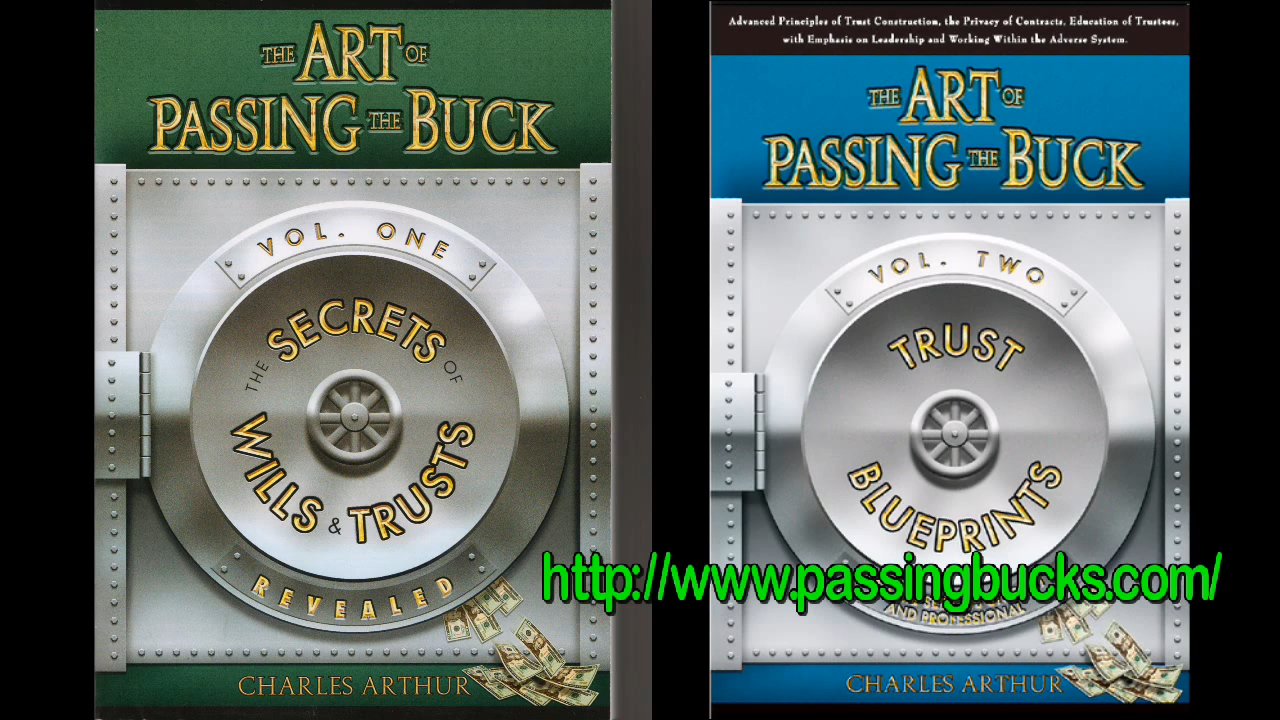 THE ART OF
PASSING THE BUCK
VOL. ONE
THE SECRETS OF
WILLS & TRUSTS
REVEALED
CHARLES ARTHUR
Advanced Principles of Trust Construction, the Privacy of Contracts, Education of Trustees,
with Emphasis on Leadership and Working Within the Adverse System.
THE ART OF
PASSING THE BUCK
VOL. TWO
TRUST
BLUEPRINTS
http://www.passingbucks.com/
AND PROFESSIONAL
CHARLES ARTHUR